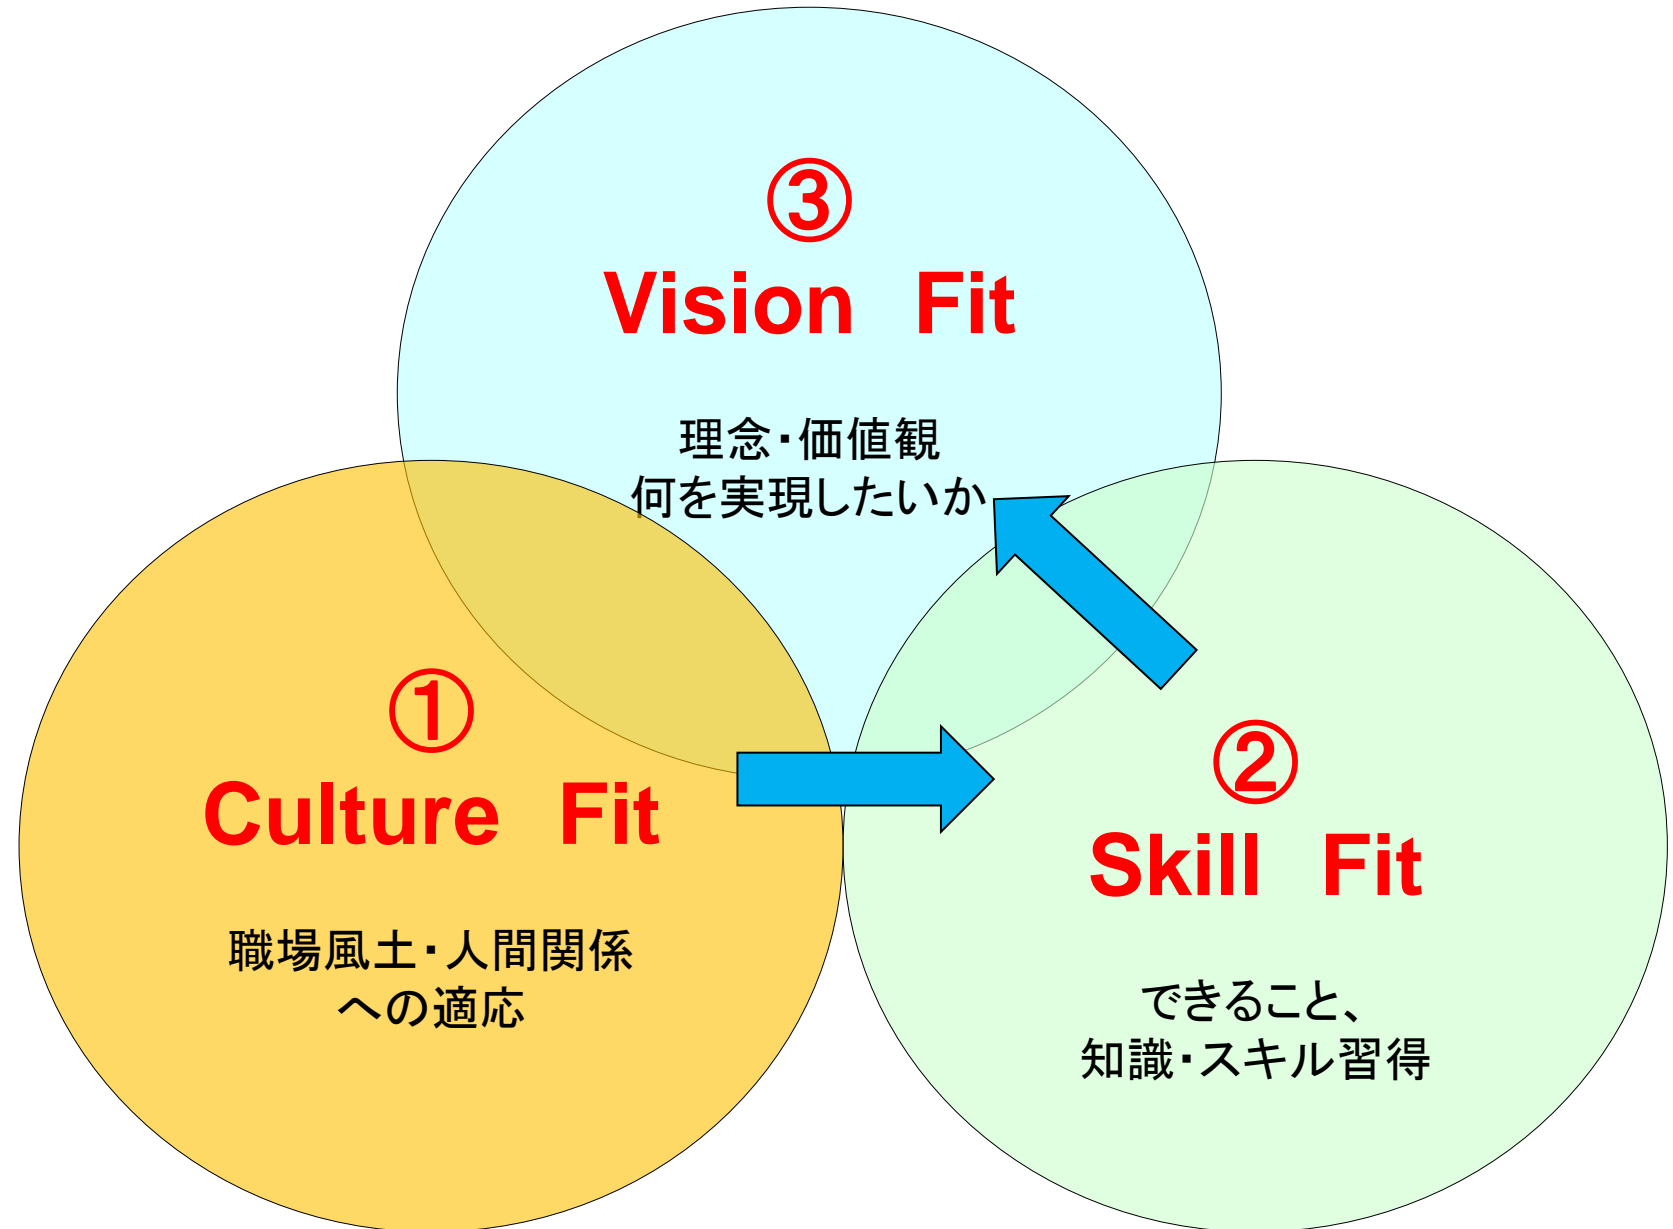 ③
Vision Fit
理念・価値観
何を実現したいか
①
Culture Fit
職場風土・人間関係
への適応
②
Skill Fit
できること、
知識・スキル習得